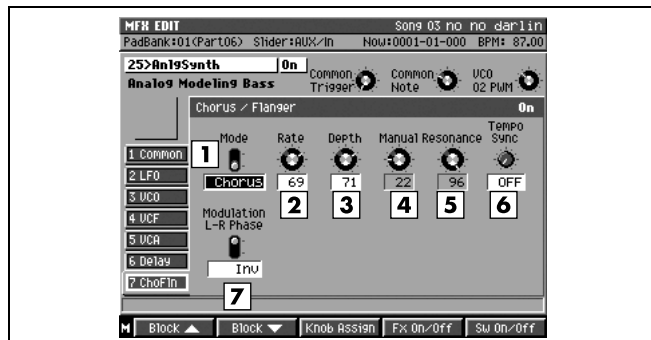 MFX EDIT Song 03 no no darlin
PadBank:01(Part06) Slider:AUX/In Now:0001-01-000 BPM: 87.00
25>AnlgSynth On
Analog Modeling Bass
Common Trigger
Common Note
VCO 02 PWM
Chorus / Flanger On
Mode Rate Depth Manual Resonance Tempo Sync
1
Chorus 69 71 22 96 OFF
2 3 4 5 6
Modulation
L-R Phase
Inv
7
1 Common
2 LFO
3 VCO
4 VCF
5 VCA
6 Delay
7 ChoFln
M Block ▲ Block ▼ Knob Assign Fx On/Off Sw On/Off